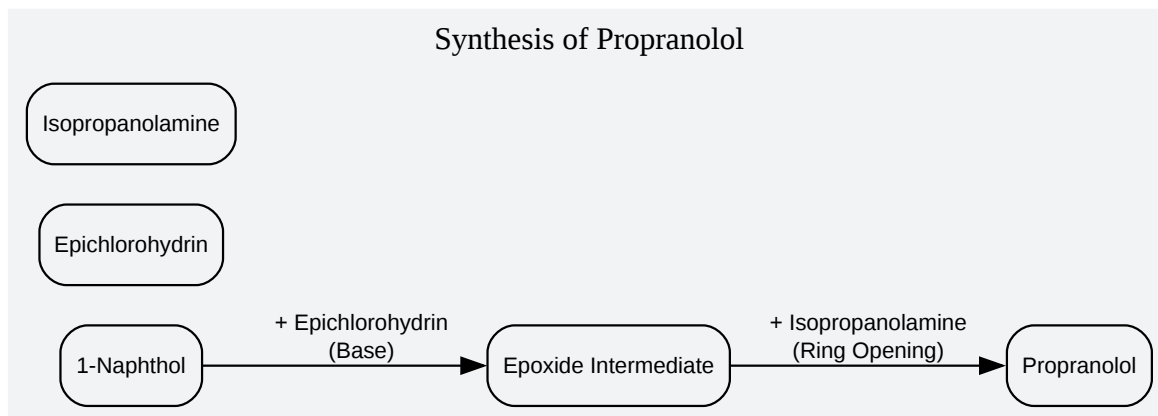 Synthesis of Propranolol
Isopropanolamine
Epichlorohydrin
1-Naphthol
+ Epichlorohydrin
(Base)
Epoxide Intermediate
+ Isopropanolamine
(Ring Opening)
Propranolol